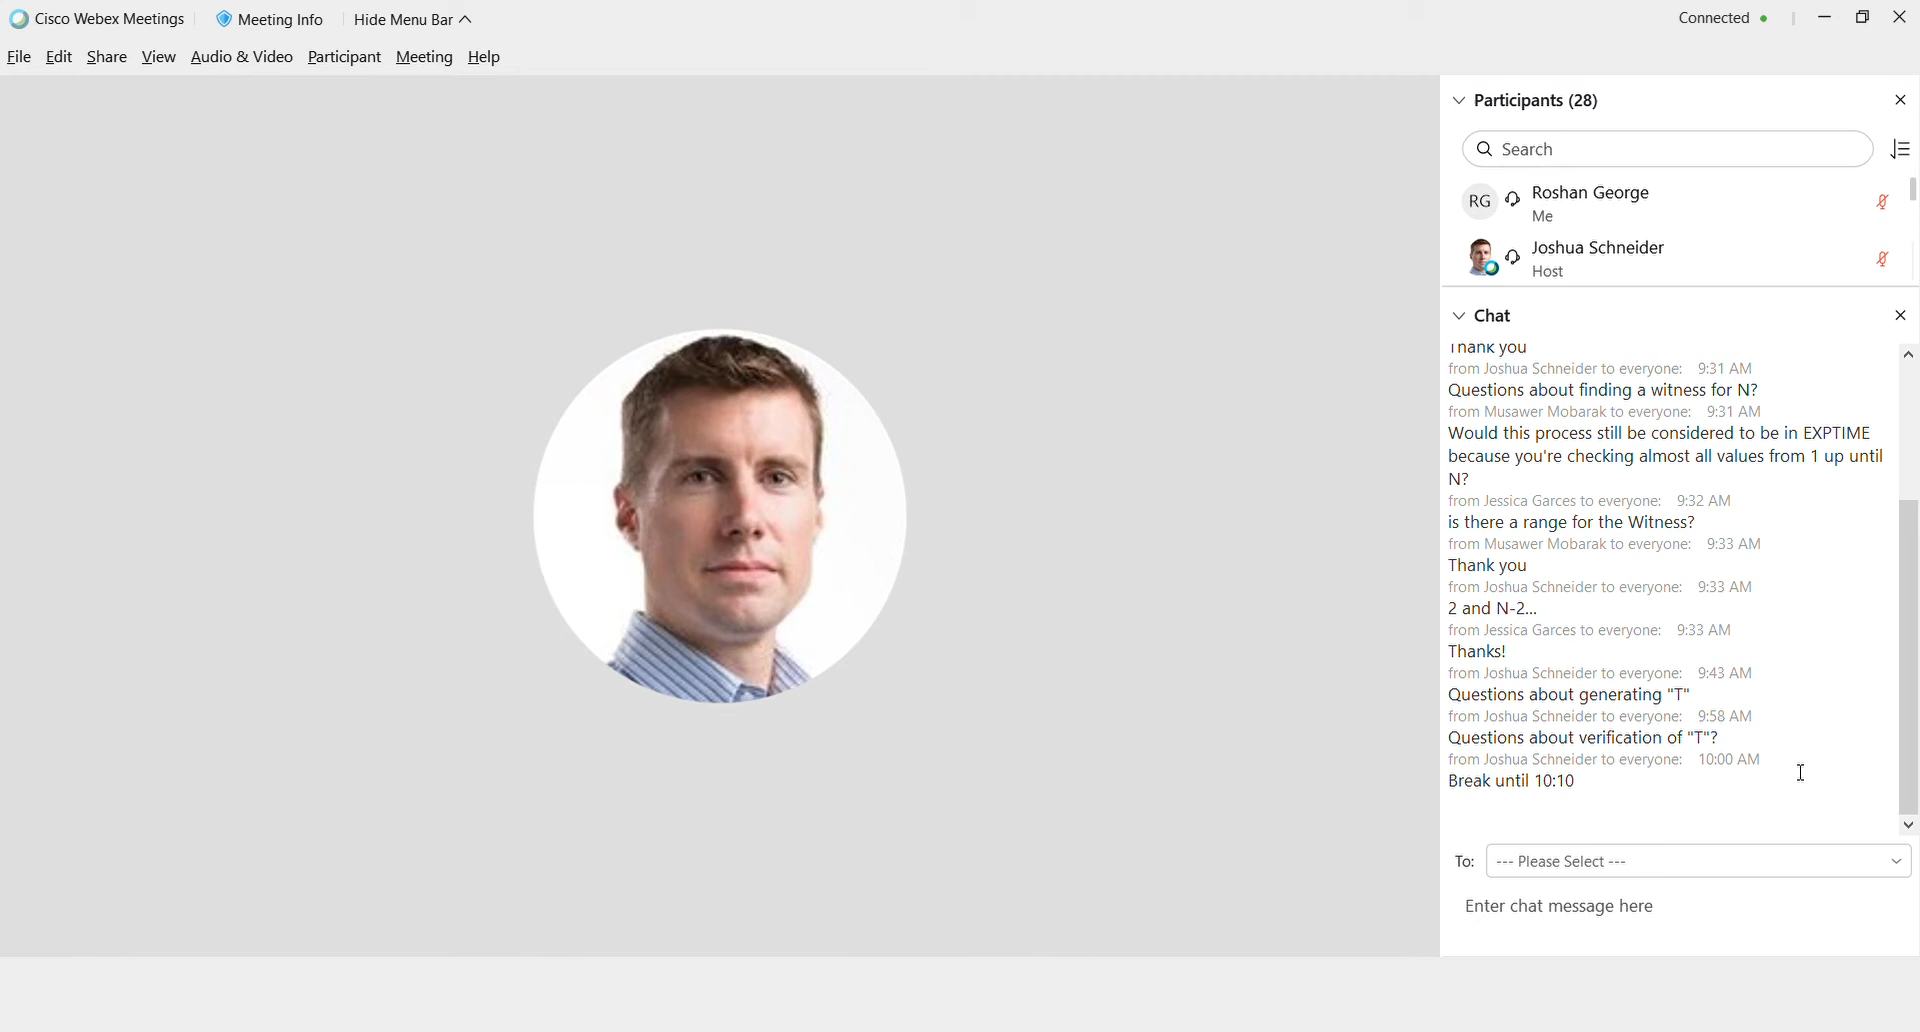 Cisco Webex Meetings Meeting Info Hide Menu Bar Connected
File Edit Share View Audio & Video Participant Meeting Help
Participants (28)
Search
RG Roshan George
Me
Joshua Schneider
Host
Chat
Thank you
from Joshua Schneider to everyone: 9:31 AM
Questions about finding a witness for N?
from Musawer Mobarak to everyone: 9:31 AM
Would this process still be considered to be in EXPTIME
because you're checking almost all values from 1 up until
N?
from Jessica Garces to everyone: 9:32 AM
is there a range for the Witness?
from Musawer Mobarak to everyone: 9:33 AM
Thank you
from Joshua Schneider to everyone: 9:33 AM
2 and N-2...
from Jessica Garces to everyone: 9:33 AM
Thanks!
from Joshua Schneider to everyone: 9:43 AM
Questions about generating "T"
from Joshua Schneider to everyone: 9:58 AM
Questions about verification of "T"?
from Joshua Schneider to everyone: 10:00 AM
Break until 10:10
To: --- Please Select ---
Enter chat message here